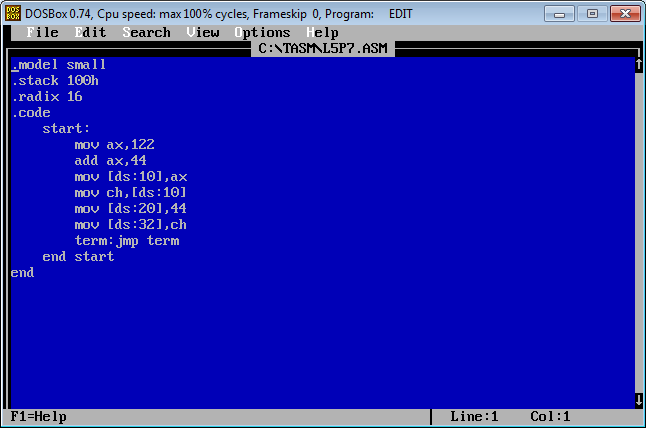 DOS BOX DOSBox 0.74, Cpu speed: max 100% cycles, Frameskip 0, Program: EDIT
File Edit Search View Options Help
C:\TASM\L5P7.ASM
.model small
.stack 100h
.radix 16
.code
start:
mov ax,122
add ax,44
mov [ds:10],ax
mov ch,[ds:10]
mov [ds:20],44
mov [ds:32],ch
term:jmp term
end start
end
F1=Help Line:1 Col:1